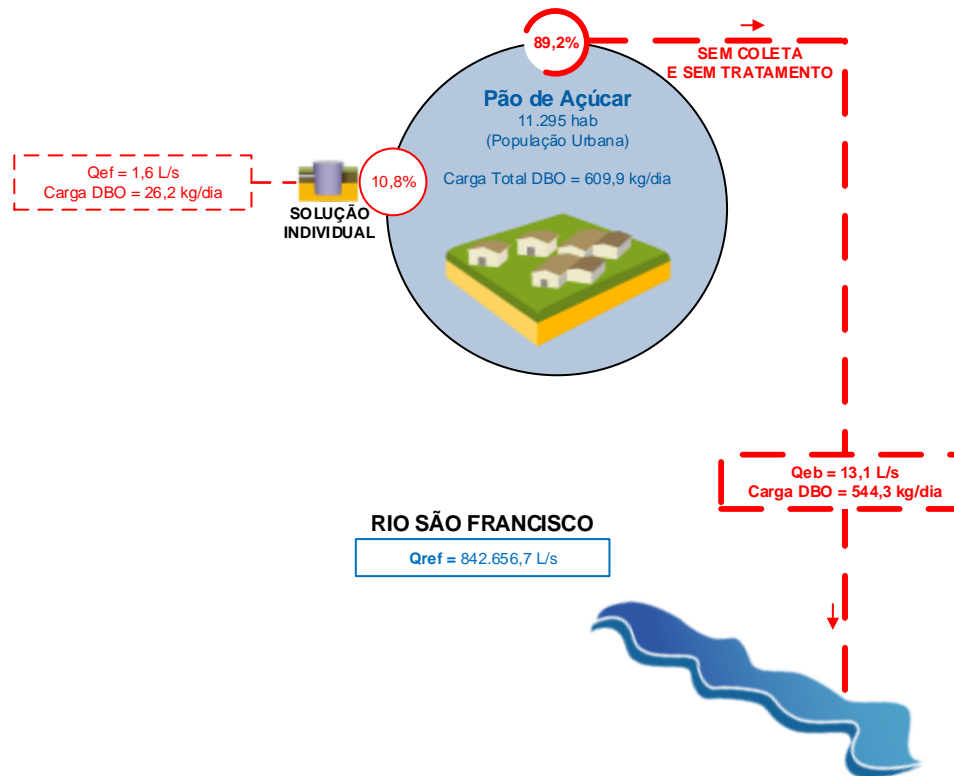 89,2%
SEM COLETA
E SEM TRATAMENTO
Pão de Açúcar
11.295 hab
(População Urbana)
Carga Total DBO = 609,9 kg/dia
Qef = 1,6 L/s
Carga DBO = 26,2 kg/dia
10,8%
SOLUÇÃO
INDIVIDUAL
Qeb = 13,1 L/s
Carga DBO = 544,3 kg/dia
RIO SÃO FRANCISCO
Qref = 842.656,7 L/s